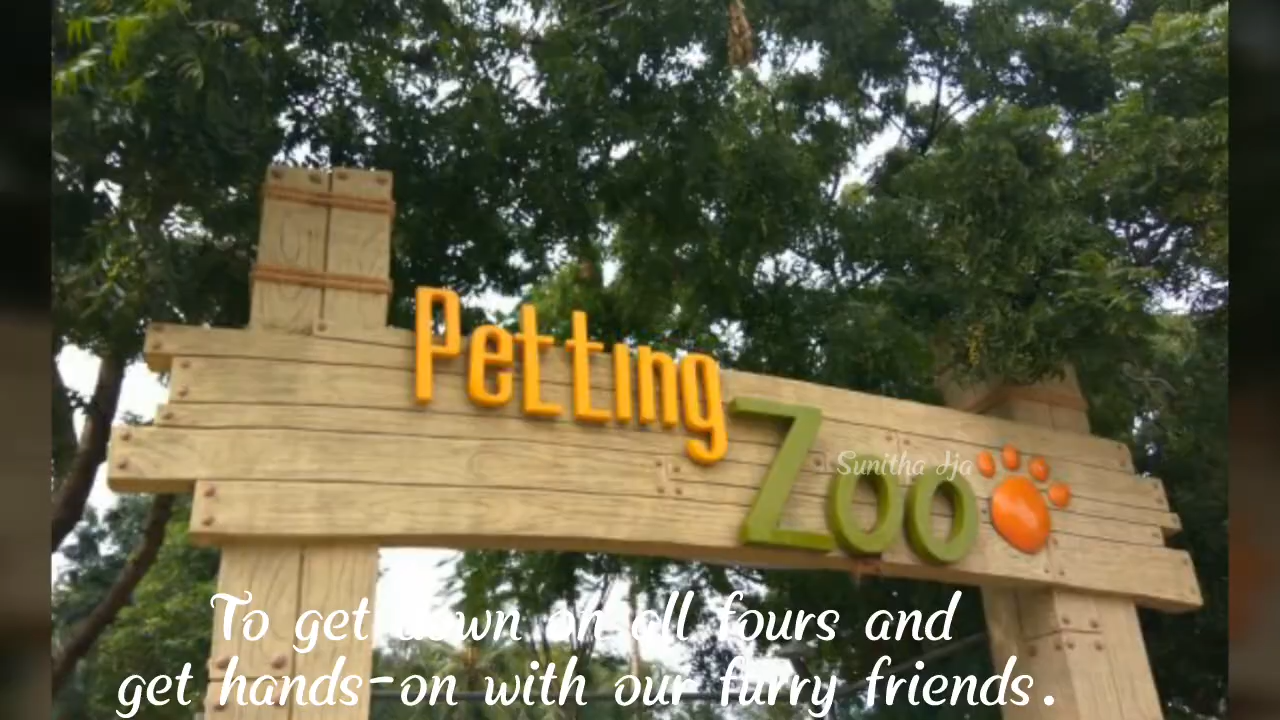 Petting
Zoo
Sunitha Jja
To get down on all fours and
get hands-on with our furry friends.